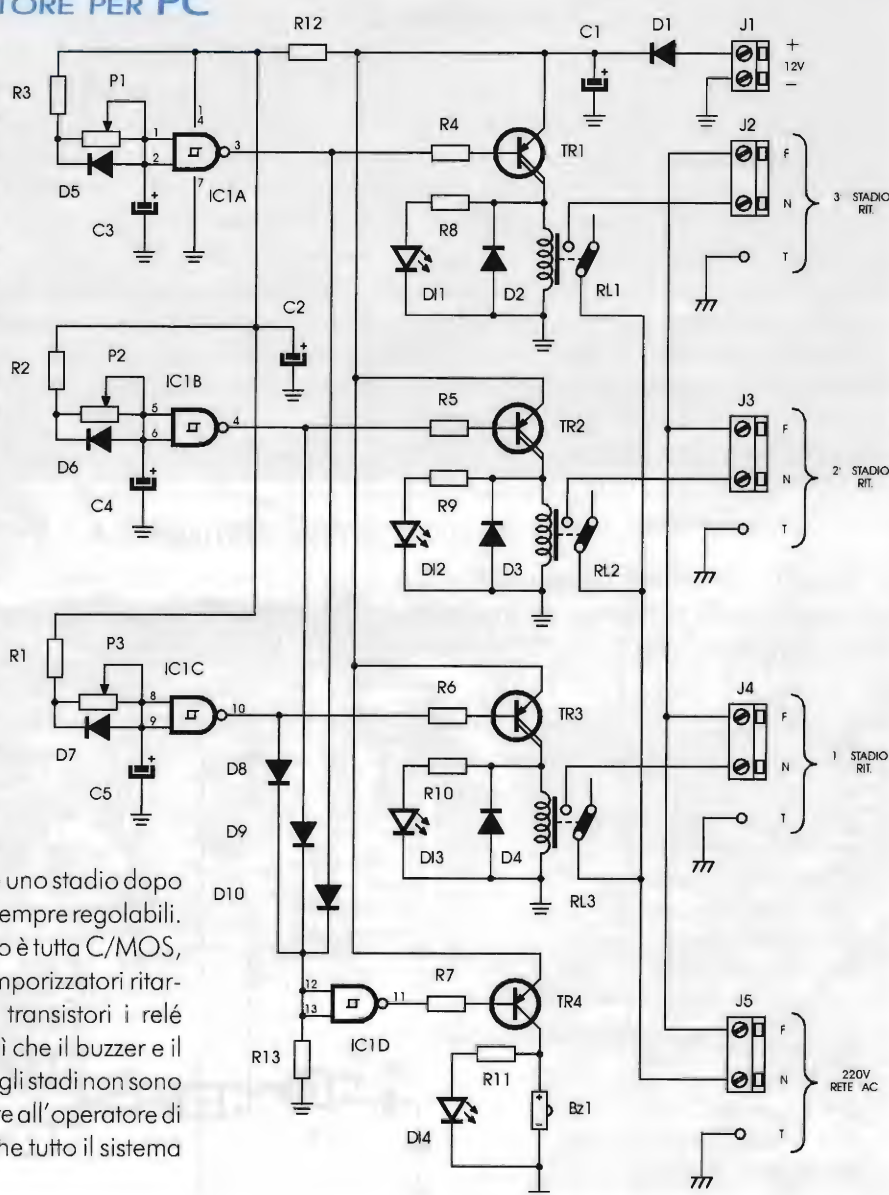 TORE PER PC
R12
C1
D1
J1
+
12V
−
R3
P1
1
2
1
4
7
3
IC1A
D5
C3
R4
TR1
R8
DI1
D2
RL1
J2
F
N
T
3° STADIO
RIT.
C2
R2
P2
IC1B
5
6
4
D6
C4
R5
TR2
R9
DI2
D3
RL2
J3
F
N
T
2° STADIO
RIT.
R1
P3
IC1C
8
9
10
D7
C5
R6
TR3
R10
DI3
D4
RL3
J4
F
N
T
1 STADIO
RIT.
D8
D9
D10
12
13
11
IC1D
R13
R7
TR4
R11
DI4
+
−
Bz1
J5
F
N
T
220V
RETE AC
uno stadio dopo
empre regolabili.
o è tutta C/MOS,
mporizzatori ritar-
transistori i relé
ì che il buzzer e il
gli stadi non sono
e all'operatore di
he tutto il sistema